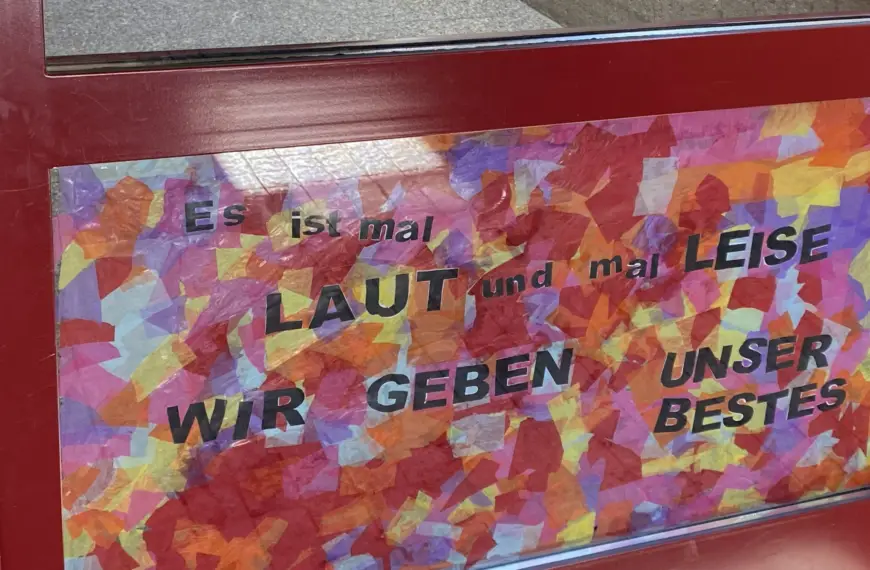 Es ist mal
LAUT und mal LEISE
WIR GEBEN UNSER
BESTES